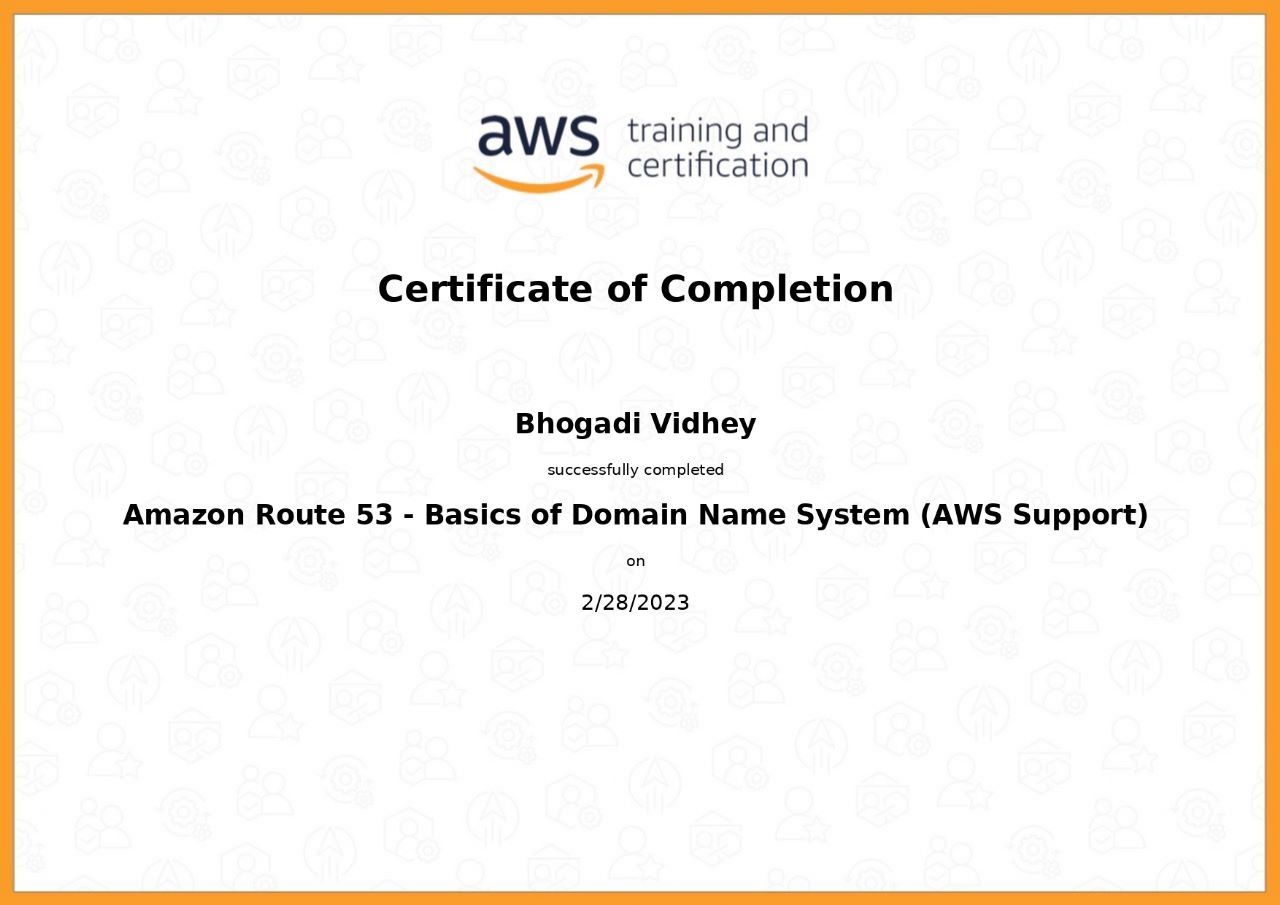 aws training and
certification
Certificate of Completion
Bhogadi Vidhey
successfully completed
Amazon Route 53 - Basics of Domain Name System (AWS Support)
on
2/28/2023